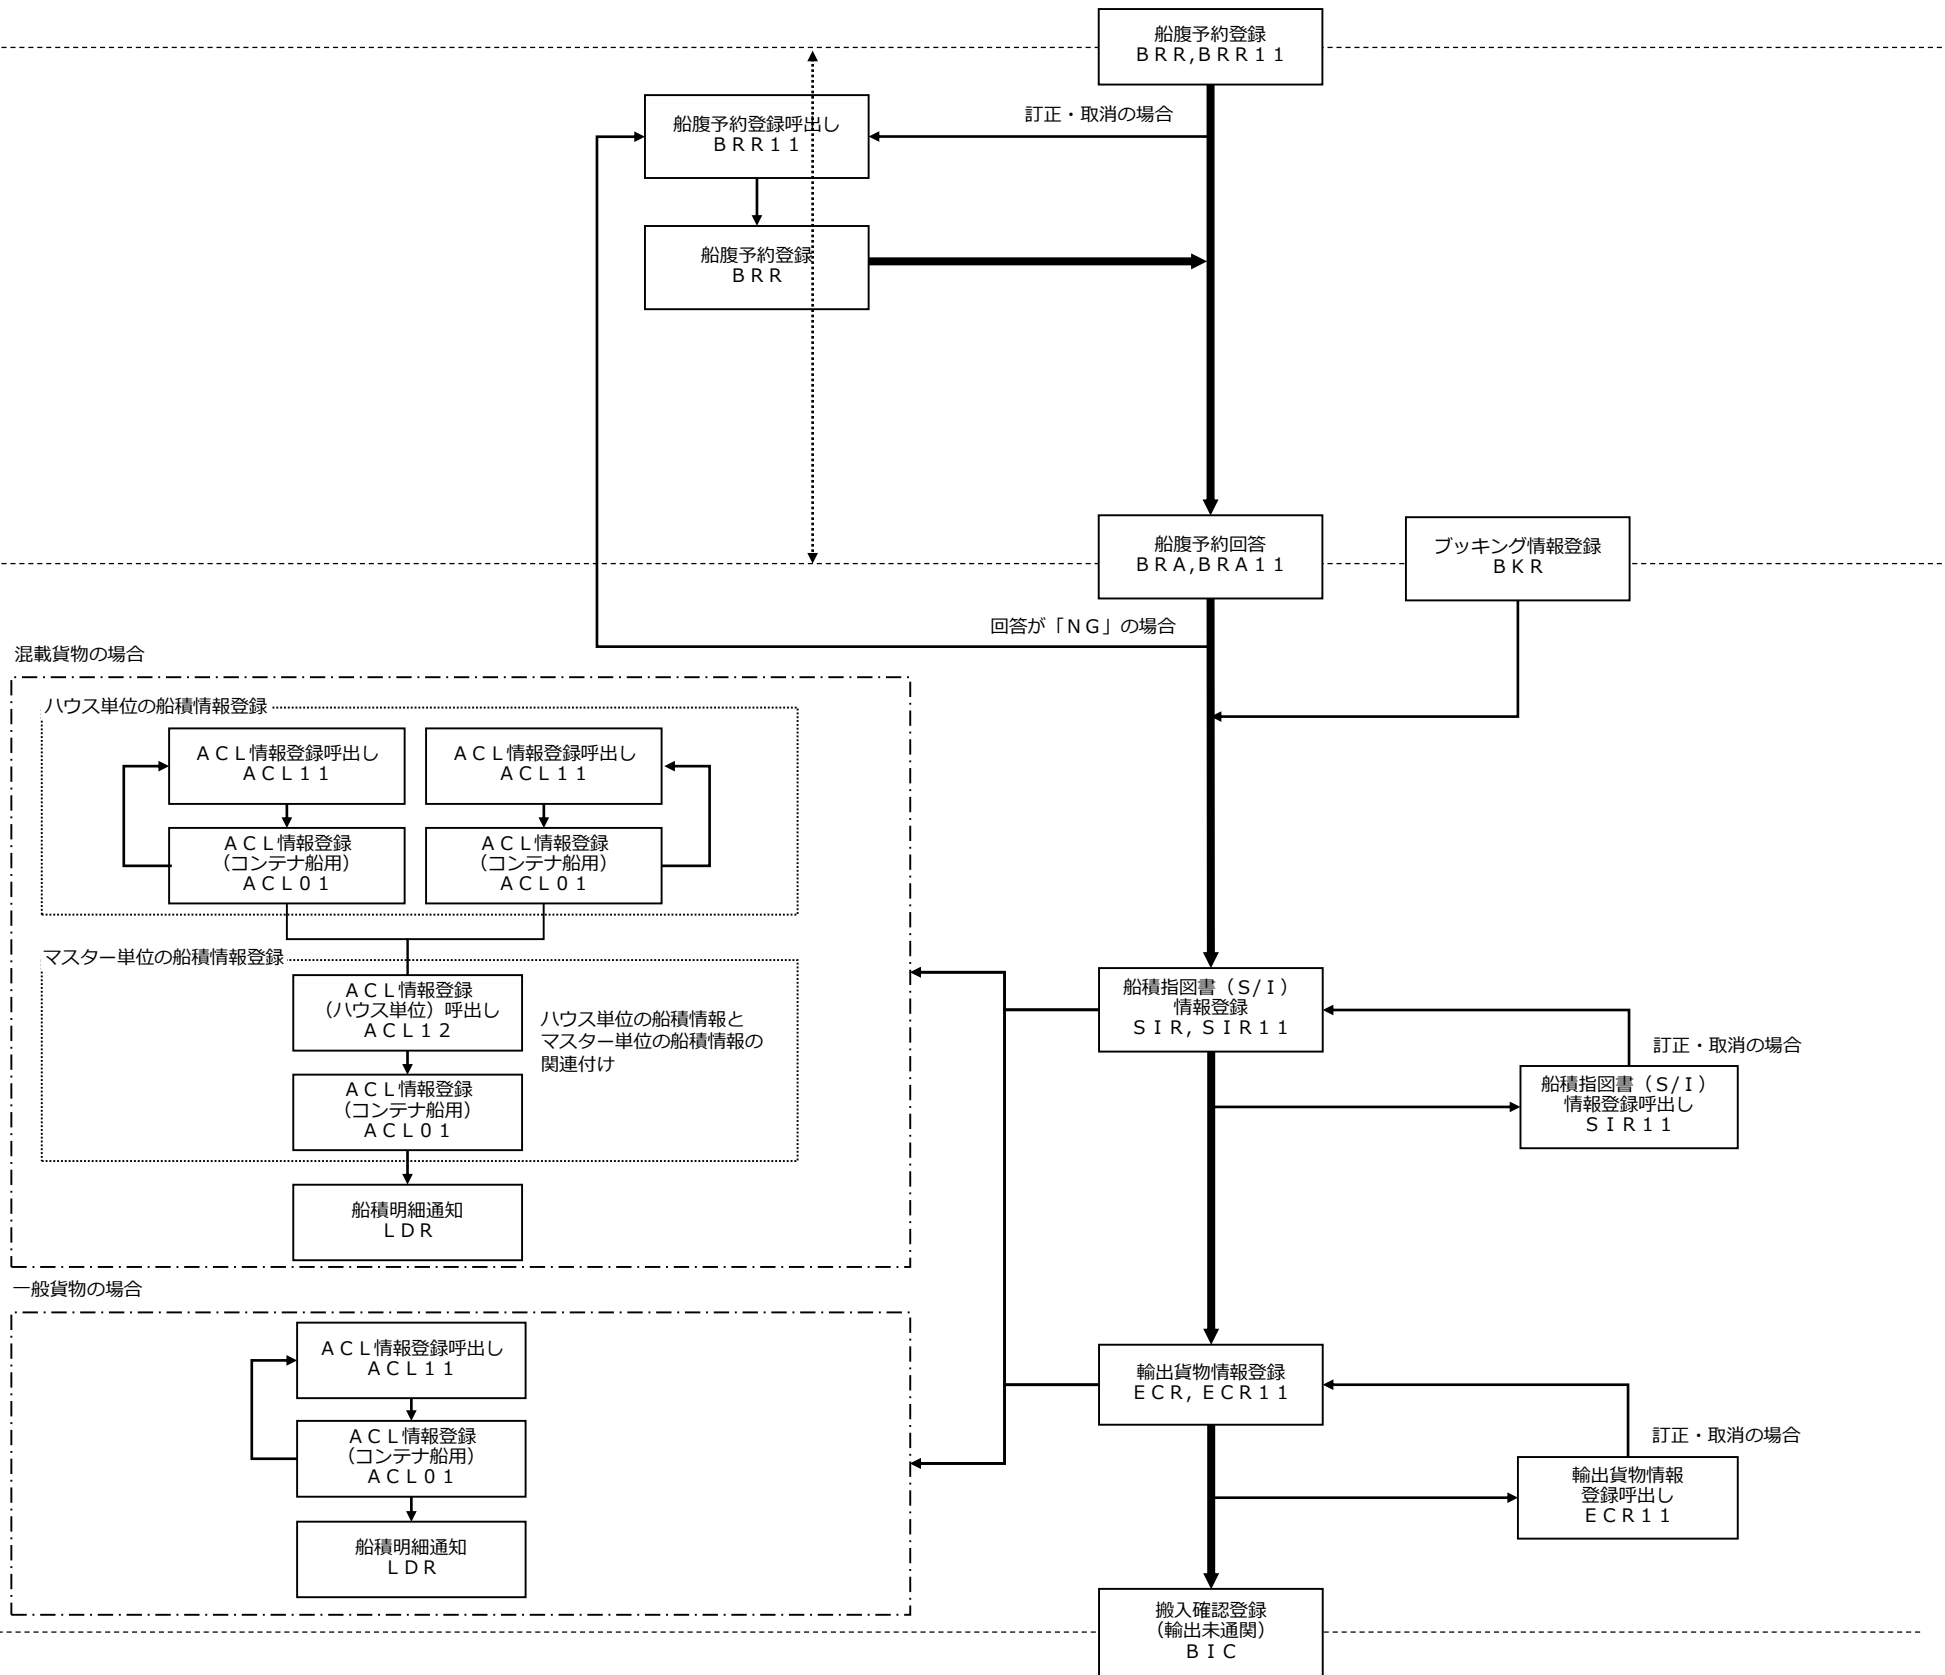 船腹予約登録
ＢＲＲ,ＢＲＲ１１
訂正・取消の場合
船腹予約登録呼出し
ＢＲＲ１１
船腹予約登録
ＢＲＲ
船腹予約回答
ＢＲＡ,ＢＲＡ１１
ブッキング情報登録
ＢＫＲ
回答が「ＮＧ」の場合
混載貨物の場合
ハウス単位の船積情報登録
ＡＣＬ情報登録呼出し
ＡＣＬ１１
ＡＣＬ情報登録呼出し
ＡＣＬ１１
ＡＣＬ情報登録
（コンテナ船用）
ＡＣＬ０１
ＡＣＬ情報登録
（コンテナ船用）
ＡＣＬ０１
マスター単位の船積情報登録
ＡＣＬ情報登録
（ハウス単位）呼出し
ＡＣＬ１２
ハウス単位の船積情報と
マスター単位の船積情報の
関連付け
ＡＣＬ情報登録
（コンテナ船用）
ＡＣＬ０１
船積明細通知
ＬＤＲ
船積指図書（Ｓ/Ｉ）
情報登録
ＳＩＲ, ＳＩＲ１１
訂正・取消の場合
船積指図書（Ｓ/Ｉ）
情報登録呼出し
ＳＩＲ１１
一般貨物の場合
ＡＣＬ情報登録呼出し
ＡＣＬ１１
ＡＣＬ情報登録
（コンテナ船用）
ＡＣＬ０１
船積明細通知
ＬＤＲ
輸出貨物情報登録
ＥＣＲ, ＥＣＲ１１
訂正・取消の場合
輸出貨物情報
登録呼出し
ＥＣＲ１１
搬入確認登録
（輸出未通関）
ＢＩＣ